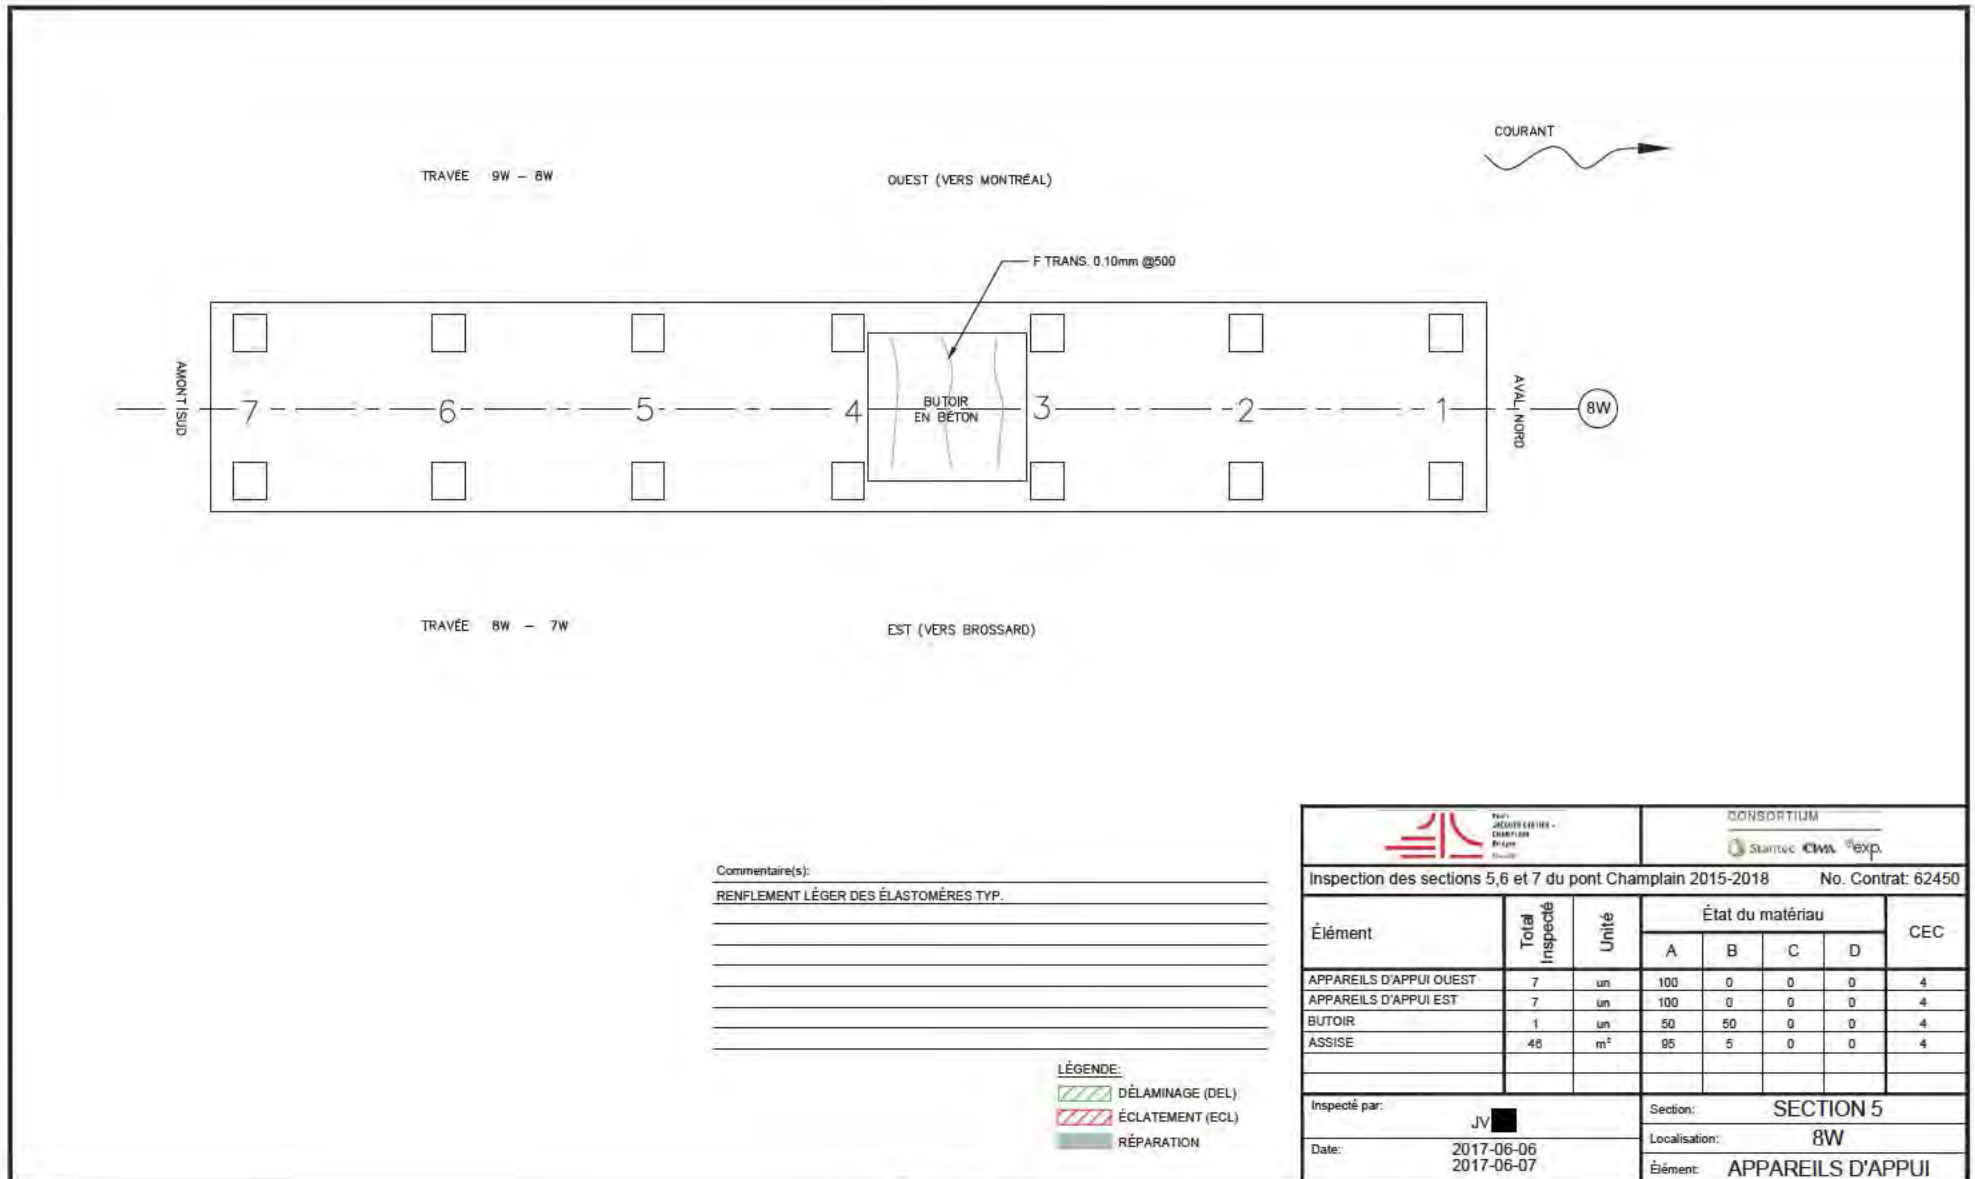 COURANT
TRAVÉE 9W – 8W
OUEST (VERS MONTRÉAL)
F TRANS. 0.10mm @500
AMONT SUD
7 6 5 4 BUTOIR EN BÉTON 3 2 1
AVAL NORD
8W
TRAVÉE 8W – 7W
EST (VERS BROSSARD)
Commentaire(s):
RENFLEMENT LÉGER DES ÉLASTOMÈRES TYP.
LÉGENDE:
DÉLAMINAGE (DEL)
ÉCLATEMENT (ECL)
RÉPARATION
JACQUES CARTIER -
CHAMPLAIN
CONSORTIUM
Stantec CIMA exp.
Inspection des sections 5,6 et 7 du pont Champlain 2015-2018 No. Contrat: 62450
Élément Total Inspecté Unité État du matériau CEC
A B C D
APPAREILS D'APPUI OUEST 7 un 100 0 0 0 4
APPAREILS D'APPUI EST 7 un 100 0 0 0 4
BUTOIR 1 un 50 50 0 0 4
ASSISE 46 m² 95 5 0 0 4
Inspecté par: JV
Date: 2017-06-06
2017-06-07
Section: SECTION 5
Localisation: 8W
Élément: APPAREILS D'APPUI